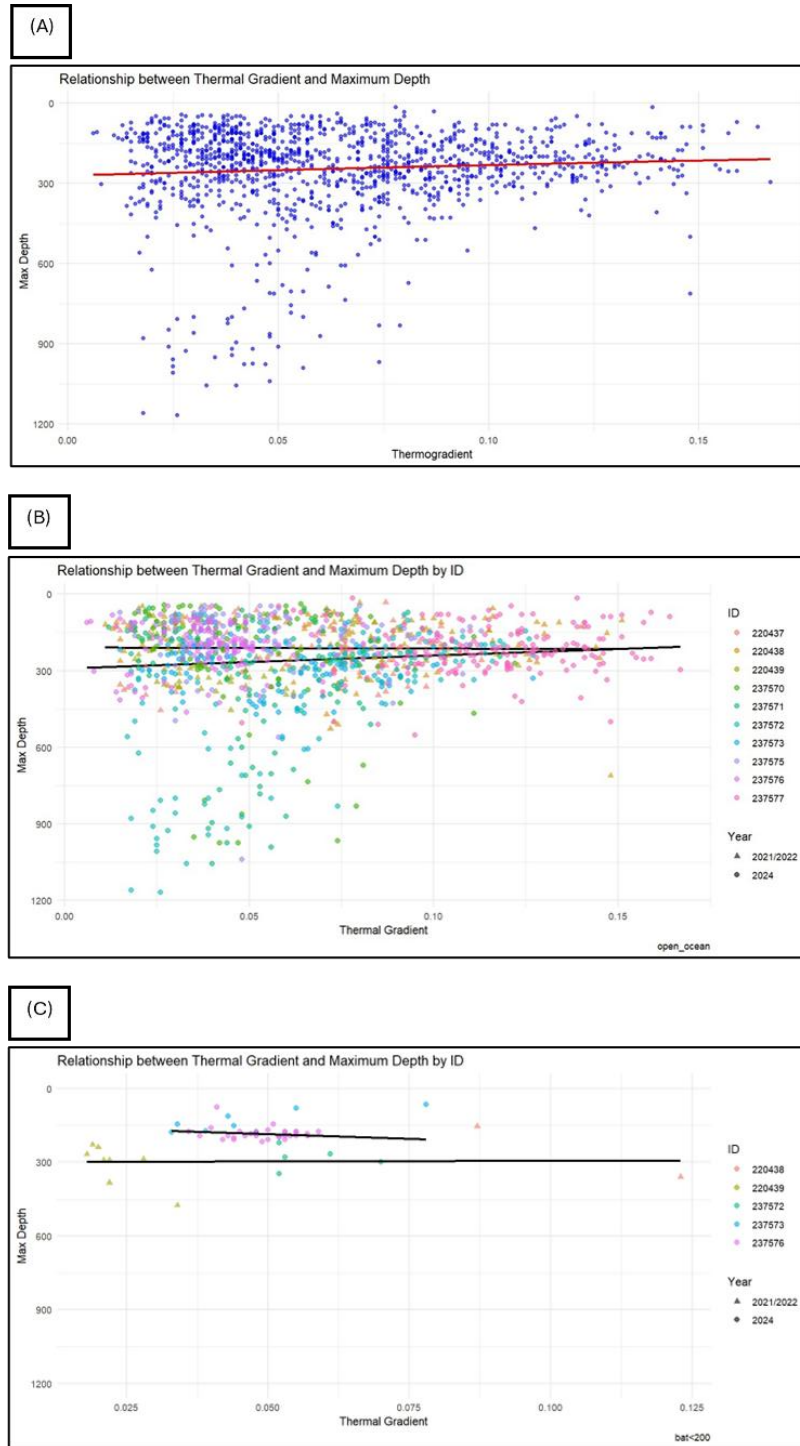 (A)
Relationship between Thermal Gradient and Maximum Depth
0
300
600
900
1200
Max Depth
0.00 0.05 0.10 0.15
Thermogradient
(B)
Relationship between Thermal Gradient and Maximum Depth by ID
0
300
600
900
1200
Max Depth
0.00 0.05 0.10 0.15
Thermal Gradient
ID
220437
220438
220439
237570
237571
237572
237573
237575
237576
237577
Year
2021/2022
2024
open_ocean
(C)
Relationship between Thermal Gradient and Maximum Depth by ID
0
300
600
900
1200
Max Depth
0.025 0.050 0.075 0.100 0.125
Thermal Gradient
ID
220438
220439
237572
237573
237576
Year
2021/2022
2024
bat<200